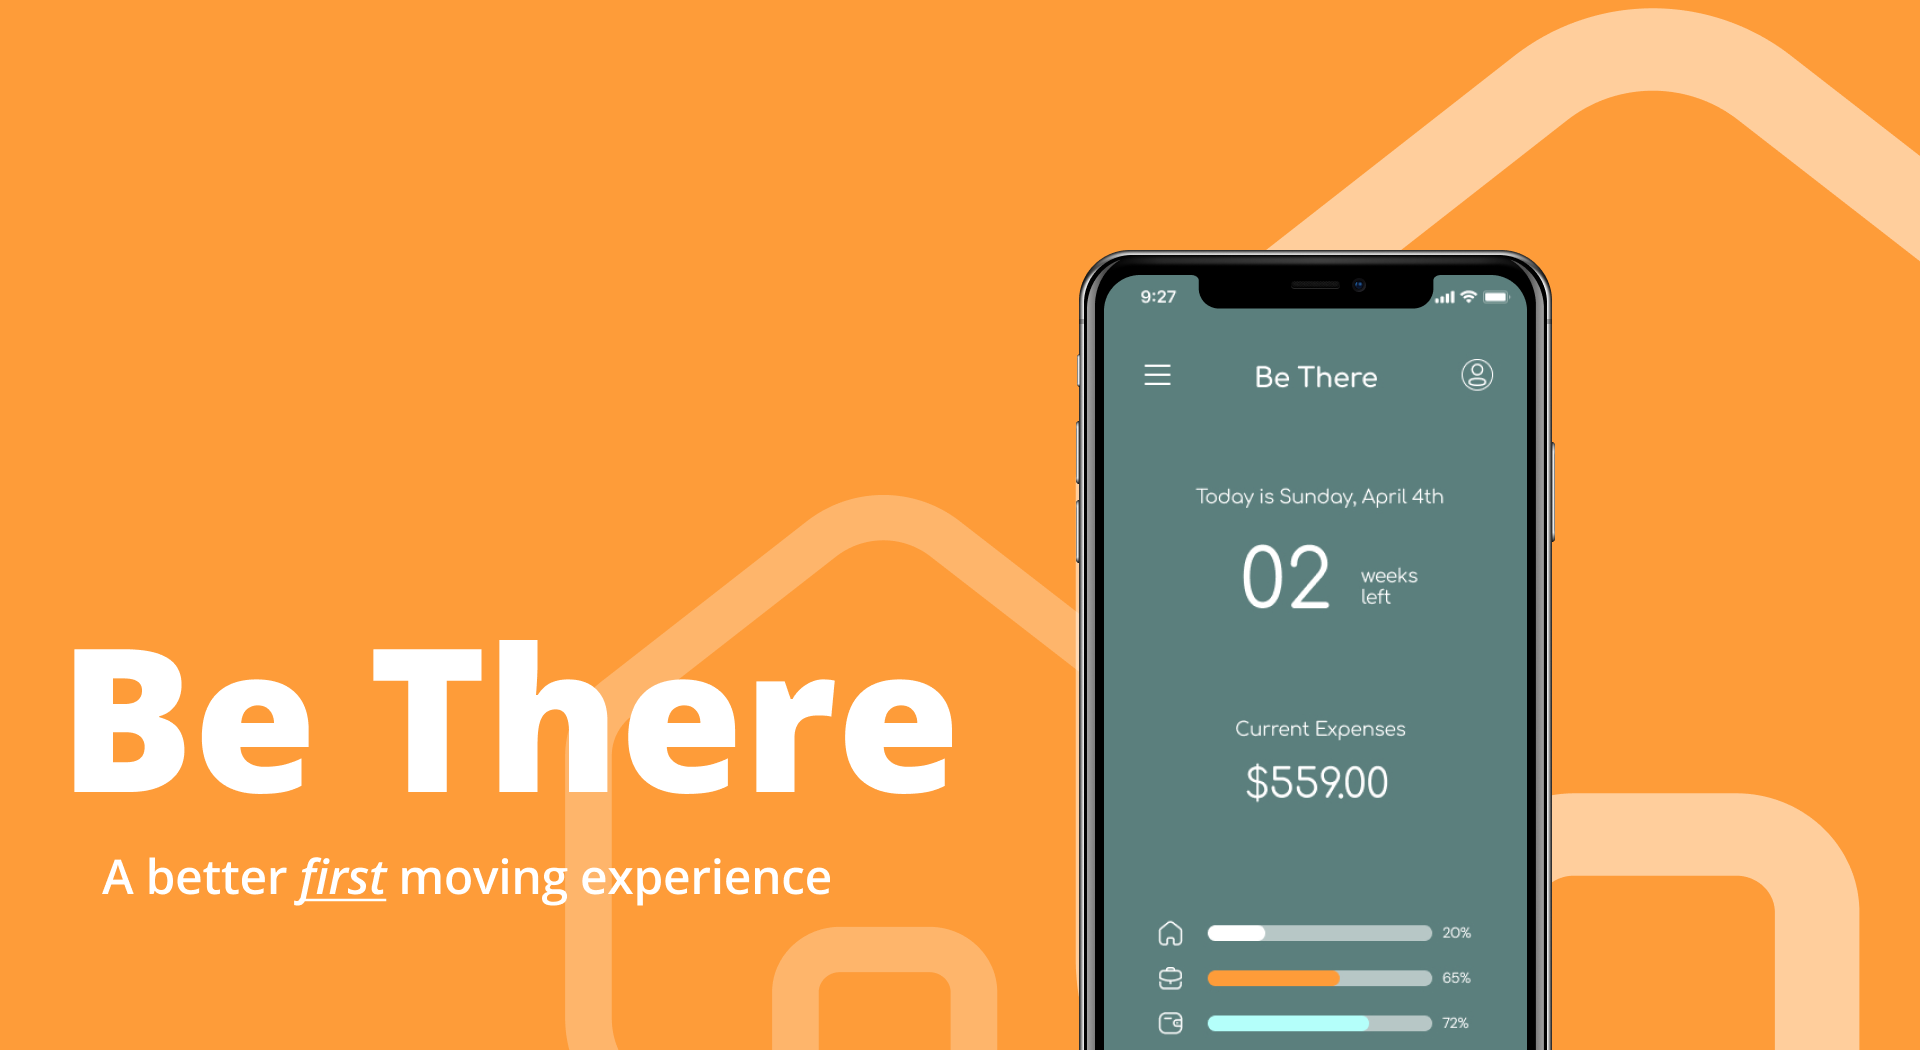 Be There
A better first moving experience
9:27
Be There
Today is Sunday, April 4th
02
weeks
left
Current Expenses
$559.00
20%
65%
72%